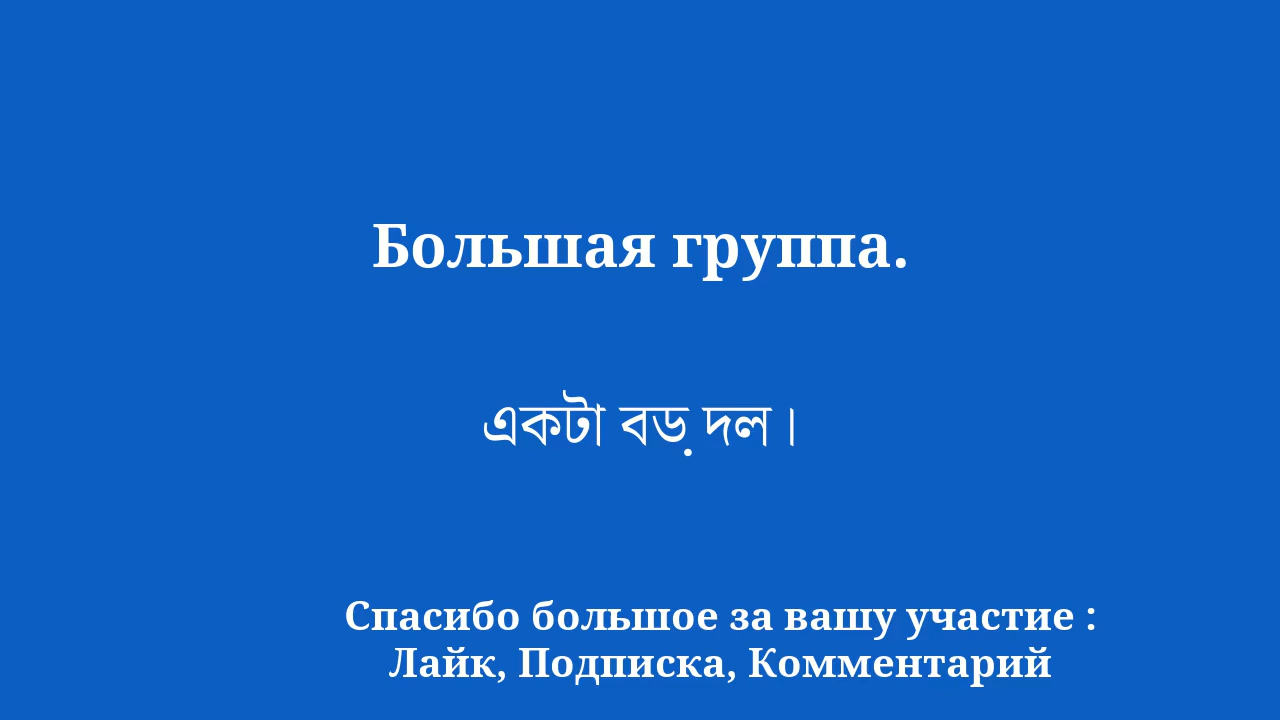 Большая группа.
একটা বড় দল।
Спасибо большое за вашу участие :
Лайк, Подписка, Комментарий